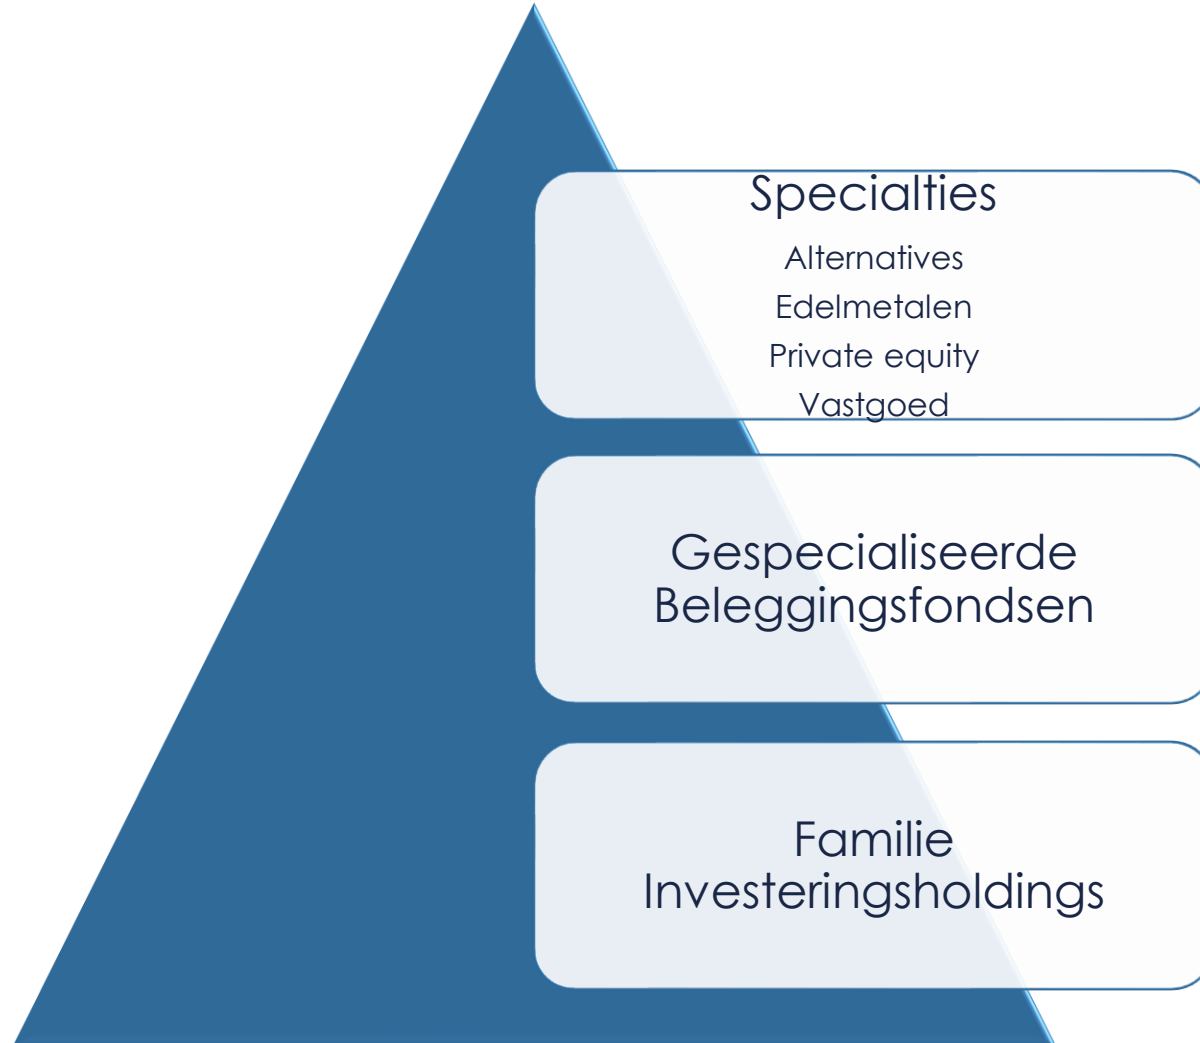 Specialties
Alternatives
Edelmetalen
Private equity
Vastgoed
Gespecialiseerde
Beleggingsfondsen
Familie
Investeringsholdings